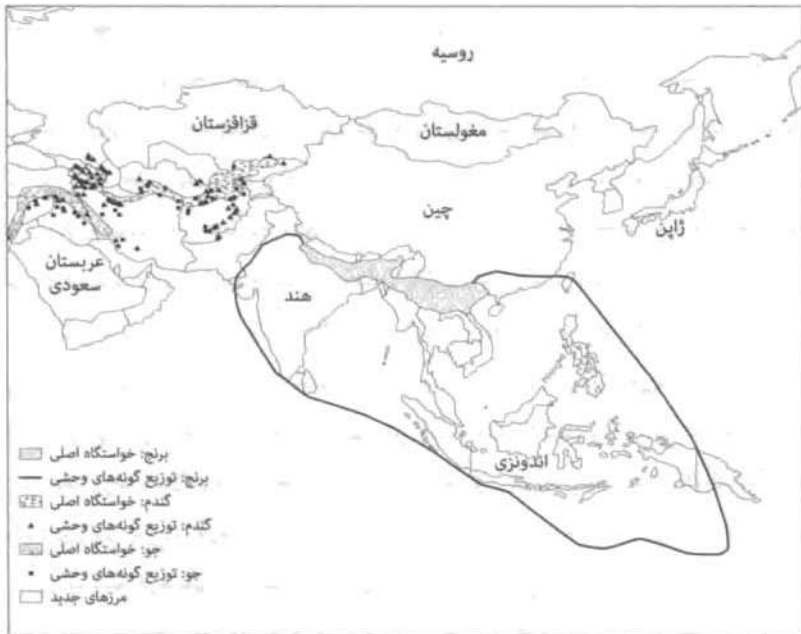 روسیه
قزاقزستان
مغولستان
چین
ژاپن
عربستان
سعودی
هند
اندونزی
برنج: خواستگاه اصلی
برنج: توزیع گونه‌های وحشی
گندم: خواستگاه اصلی
گندم: توزیع گونه‌های وحشی
جو: خواستگاه اصلی
جو: توزیع گونه‌های وحشی
مرزهای جدید